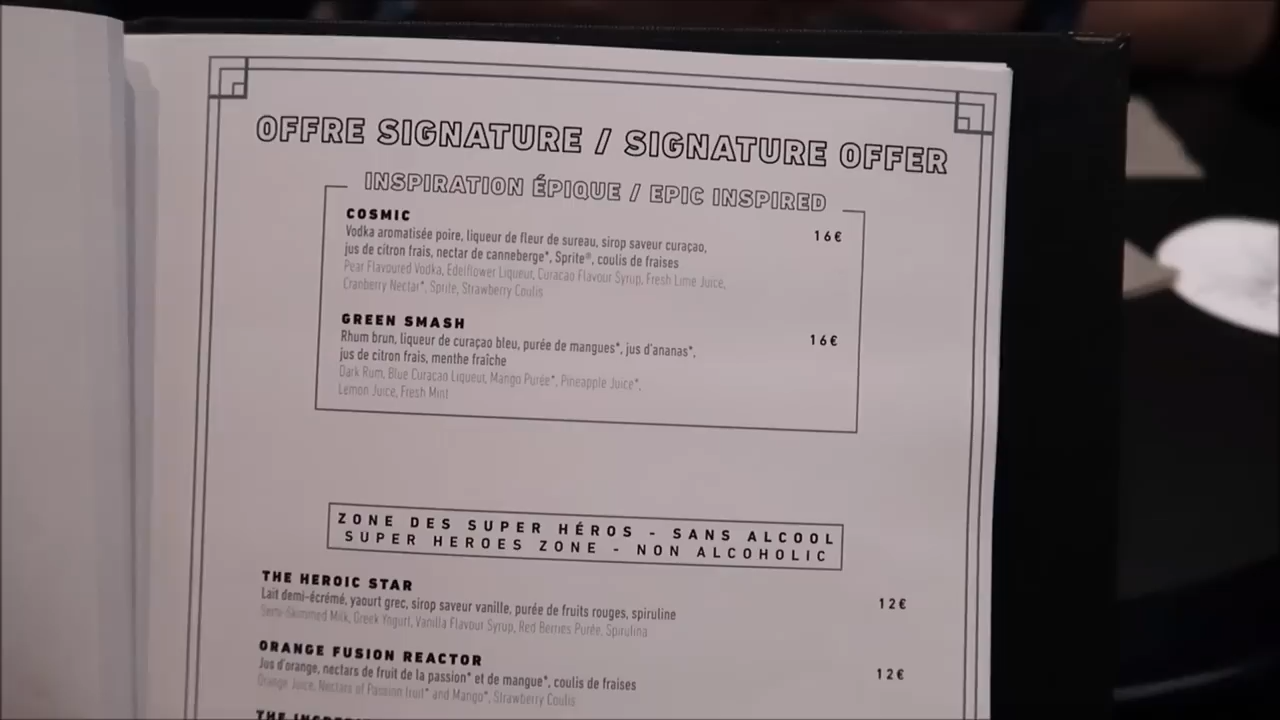 OFFRE SIGNATURE / SIGNATURE OFFER
INSPIRATION ÉPIQUE / EPIC INSPIRED
COSMIC
16€
Vodka aromatisée poire, liqueur de fleur de sureau, sirop saveur curaçao,
jus de citron frais, nectar de canneberge*, Sprite®, coulis de fraises
Pear Flavoured Vodka, Edelflower Liqueur, Curacao Flavour Syrup, Fresh Lime Juice,
Cranberry Nectar*, Sprite, Strawberry Coulis
GREEN SMASH
16€
Rhum brun, liqueur de curaçao bleu, purée de mangues*, jus d'ananas*,
jus de citron frais, menthe fraîche
Dark Rum, Blue Curacao Liqueur, Mango Purée*, Pineapple Juice*,
Lemon Juice, Fresh Mint
ZONE DES SUPER HÉROS - SANS ALCOOL
SUPER HEROES ZONE - NON ALCOHOLIC
THE HEROIC STAR
12€
Lait demi-écrémé, yaourt grec, sirop saveur vanille, purée de fruits rouges, spiruline
Semi-Skimmed Milk, Greek Yogurt, Vanilla Flavour Syrup, Red Berries Purée, Spirulina
ORANGE FUSION REACTOR
12€
Jus d'orange, nectars de fruit de la passion* et de mangue*, coulis de fraises
Orange Juice, Nectars of Passion fruit* and Mango*, Strawberry Coulis
THE